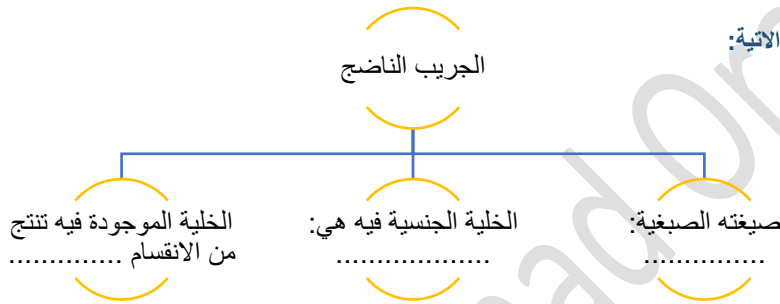 الاتية:
الجريب الناضج
صيغته الصبغية:
...............
الخلية الجنسية فيه هي:
...................
الخلية الموجودة فيه تنتج
من الانقسام ..............